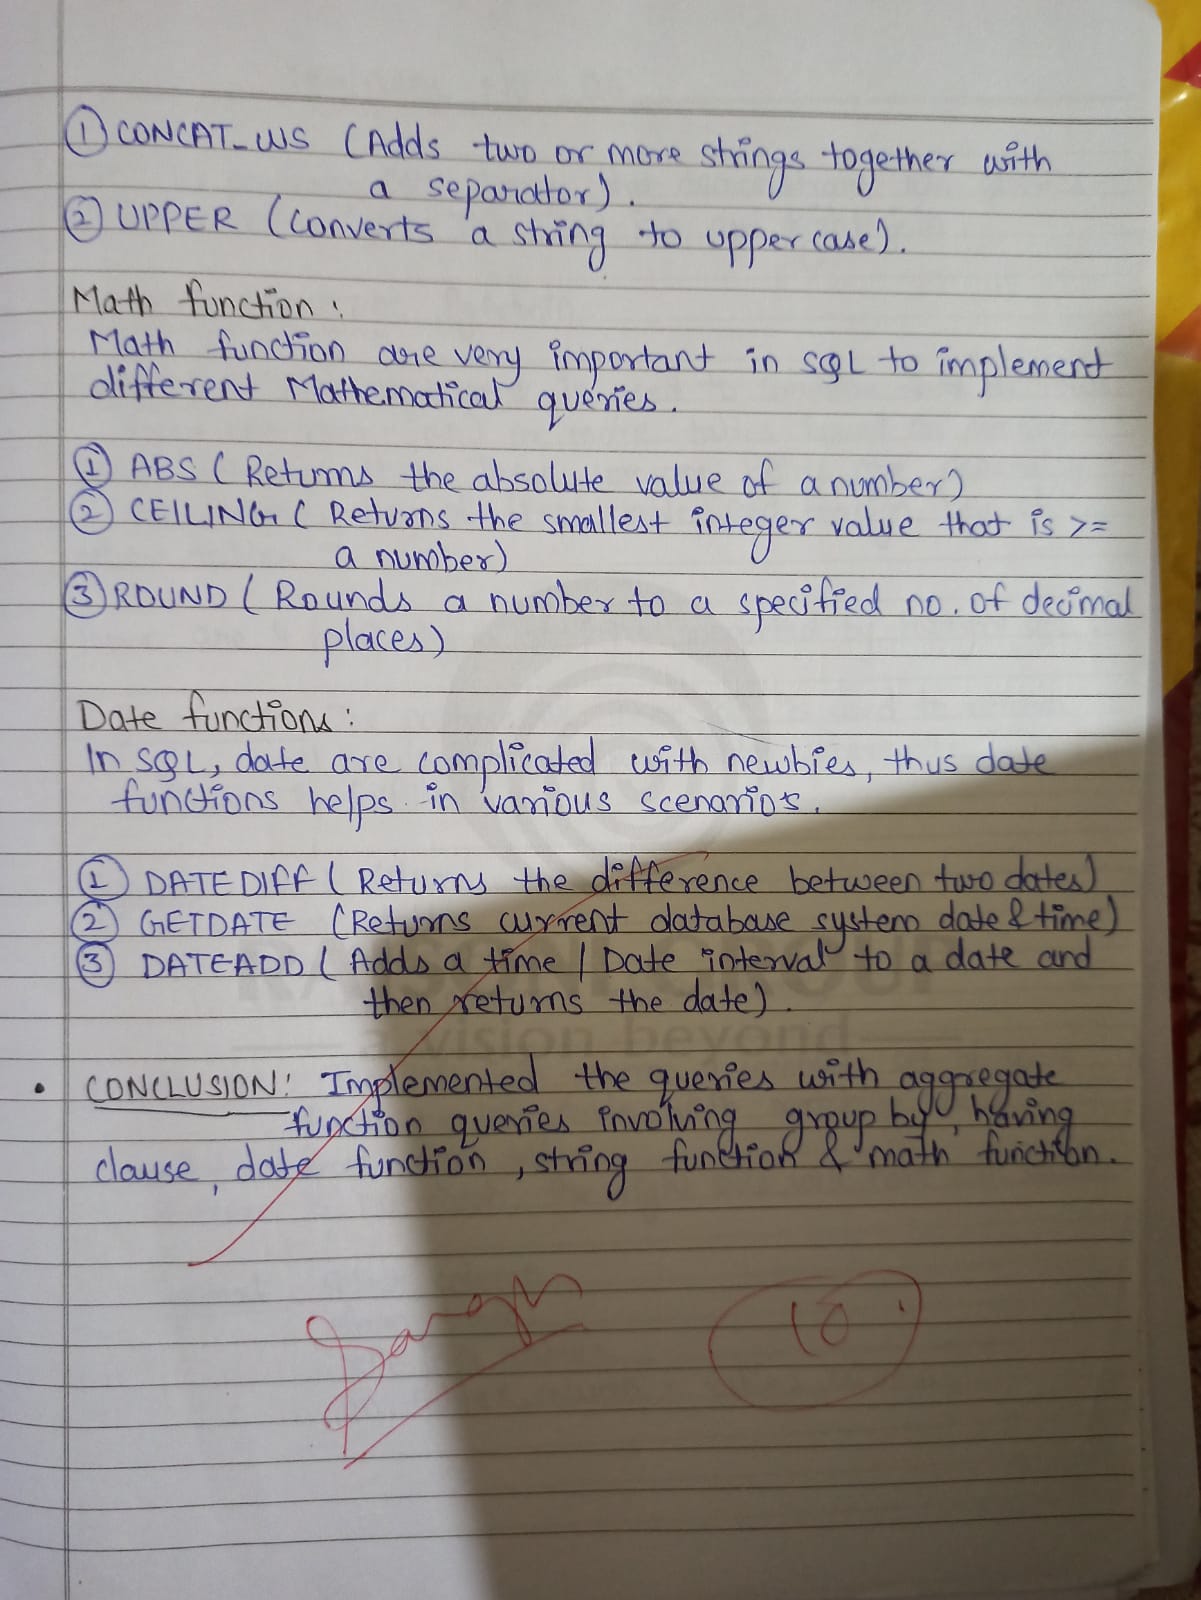 ① CONCAT_WS (Adds two or more strings together with
a separator).
② UPPER (Converts a string to upper case).
Math function :
Math function are very important in SQL to implement
different Mathematical queries.
① ABS ( Returns the absolute value of a number)
② CEILING ( Returns the smallest integer value that is >=
a number)
③ ROUND ( Rounds a number to a specified no. of decimal
places)
Date functions :
In SQL, date are complicated with newbies, thus date
functions helps in various scenarios.
① DATEDIFF ( Returns the difference between two dates)
② GETDATE (Returns current database system date & time)
③ DATEADD ( Adds a time / Date interval to a date and
then returns the date).
GROUP
a vision beyond
• CONCLUSION: Implemented the queries with aggregate
function queries involving group by, having
clause, date function, string function & math function.
10